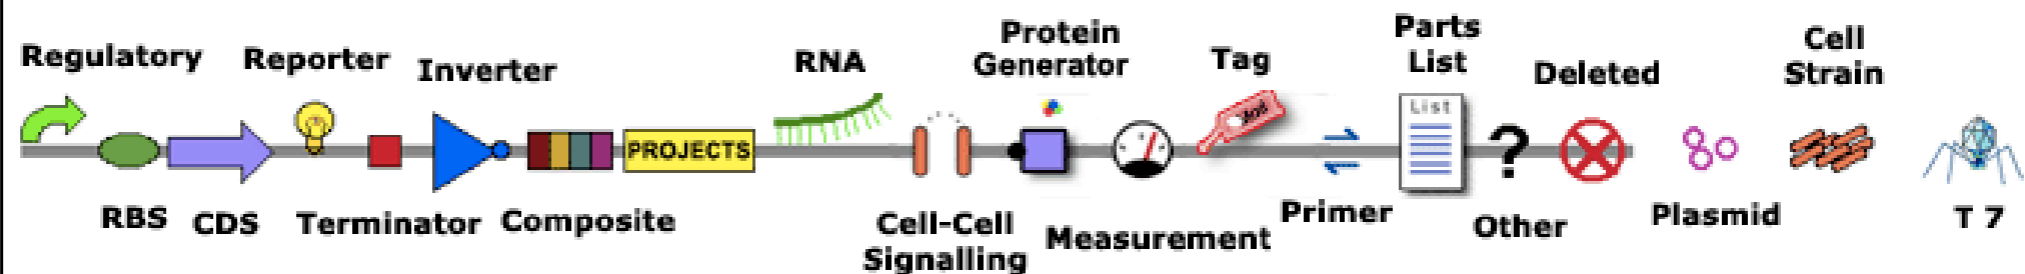 Regulatory
Reporter
Inverter
RNA
Protein
Generator
Tag
Parts
List
Deleted
Cell
Strain
PROJECTS
List
?
RBS
CDS
Terminator
Composite
Cell-Cell
Signalling
Measurement
Primer
Other
Plasmid
T 7